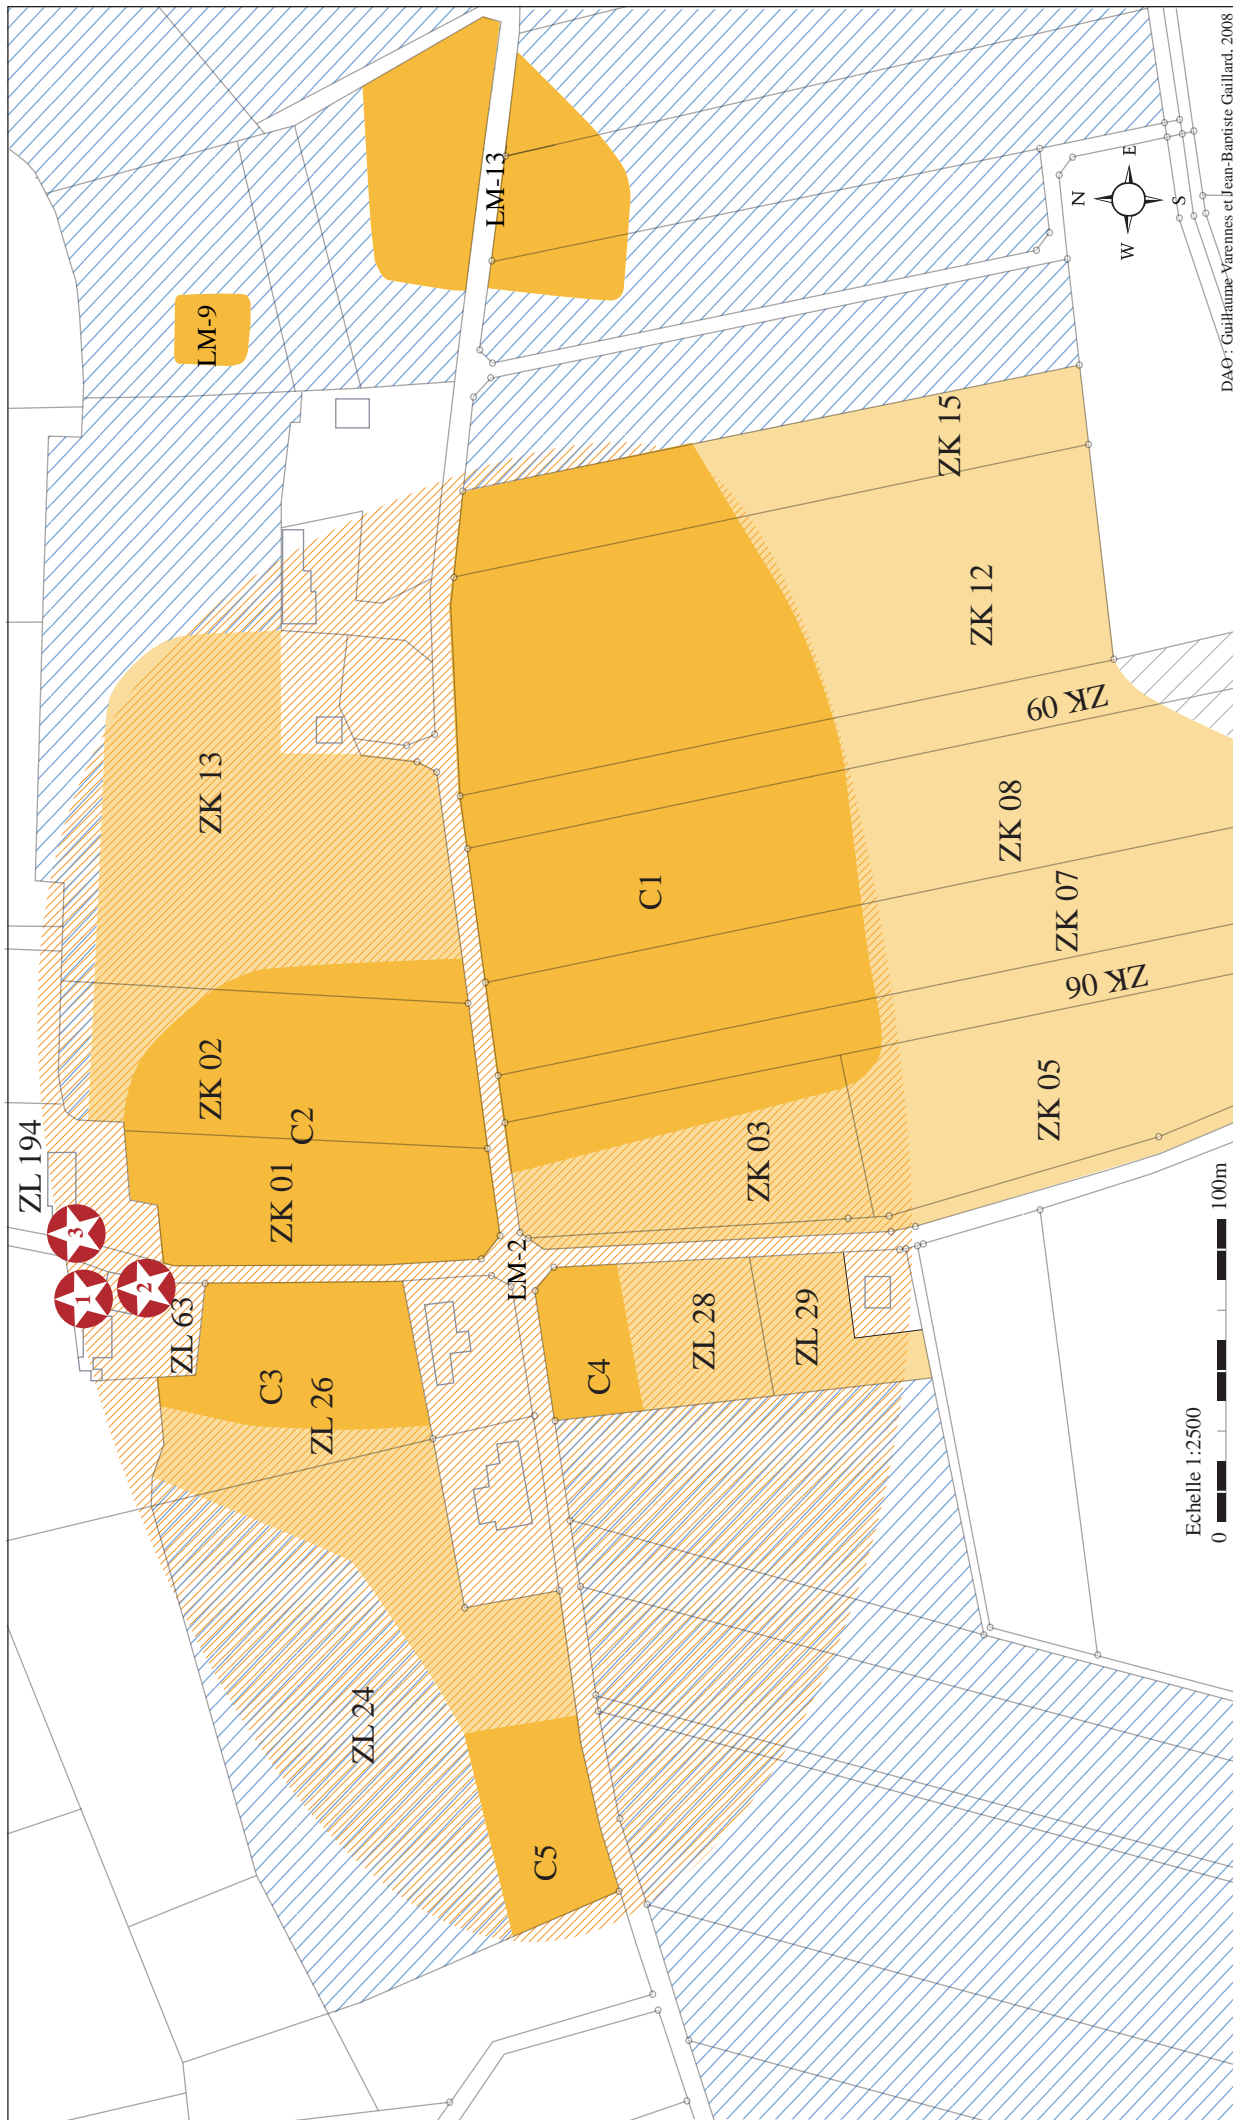 ZL 194
3
1
2
ZL 63
ZK 13
ZK 02
C2
ZK 01
C3
ZL 26
LM-9
LM-13
LM-2
C1
C4
ZL 28
ZL 29
ZL 24
C5
ZK 03
ZK 15
ZK 12
ZK 09
ZK 08
ZK 07
ZK 06
ZK 05
N
W
E
S
Echelle 1:2500
0
100m
DAO : Guillaume Varennes et Jean-Baptiste Gaillard, 2008